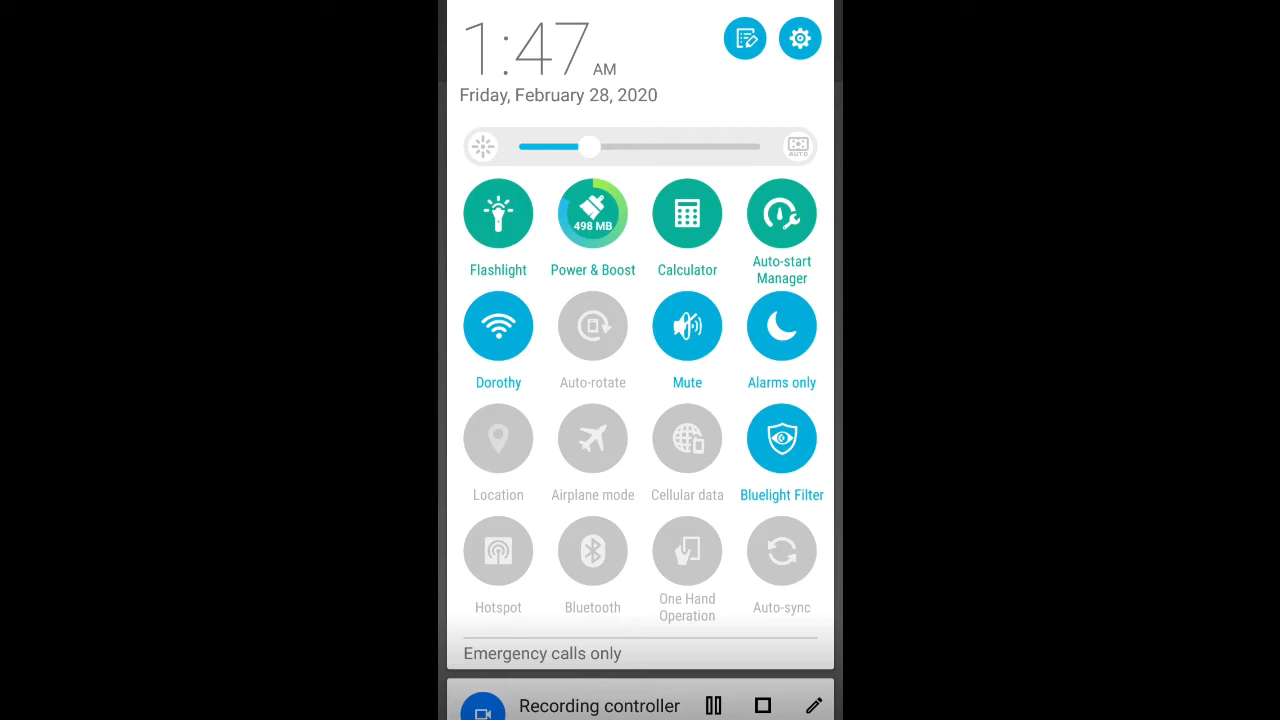 1:47 AM
Friday, February 28, 2020
AUTO
498 MB
Flashlight
Power & Boost
Calculator
Auto-start
Manager
Dorothy
Auto-rotate
Mute
Alarms only
Location
Airplane mode
Cellular data
Bluelight Filter
Hotspot
Bluetooth
One Hand
Operation
Auto-sync
Emergency calls only
Recording controller